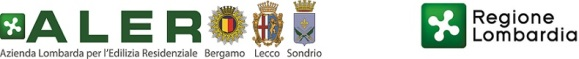 ALER
Azienda Lombarda per l'Edilizia Residenziale Bergamo Lecco Sondrio
Regione
Lombardia